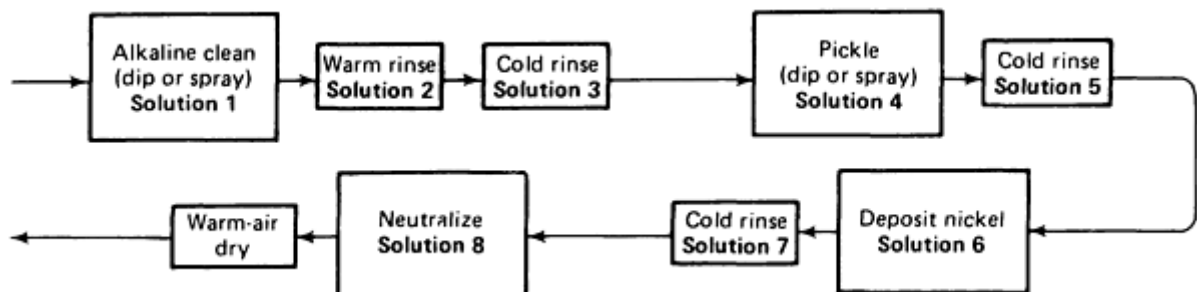 Alkaline clean
(dip or spray)
Solution 1
Warm rinse
Solution 2
Cold rinse
Solution 3
Pickle
(dip or spray)
Solution 4
Cold rinse
Solution 5
Deposit nickel
Solution 6
Cold rinse
Solution 7
Neutralize
Solution 8
Warm-air
dry